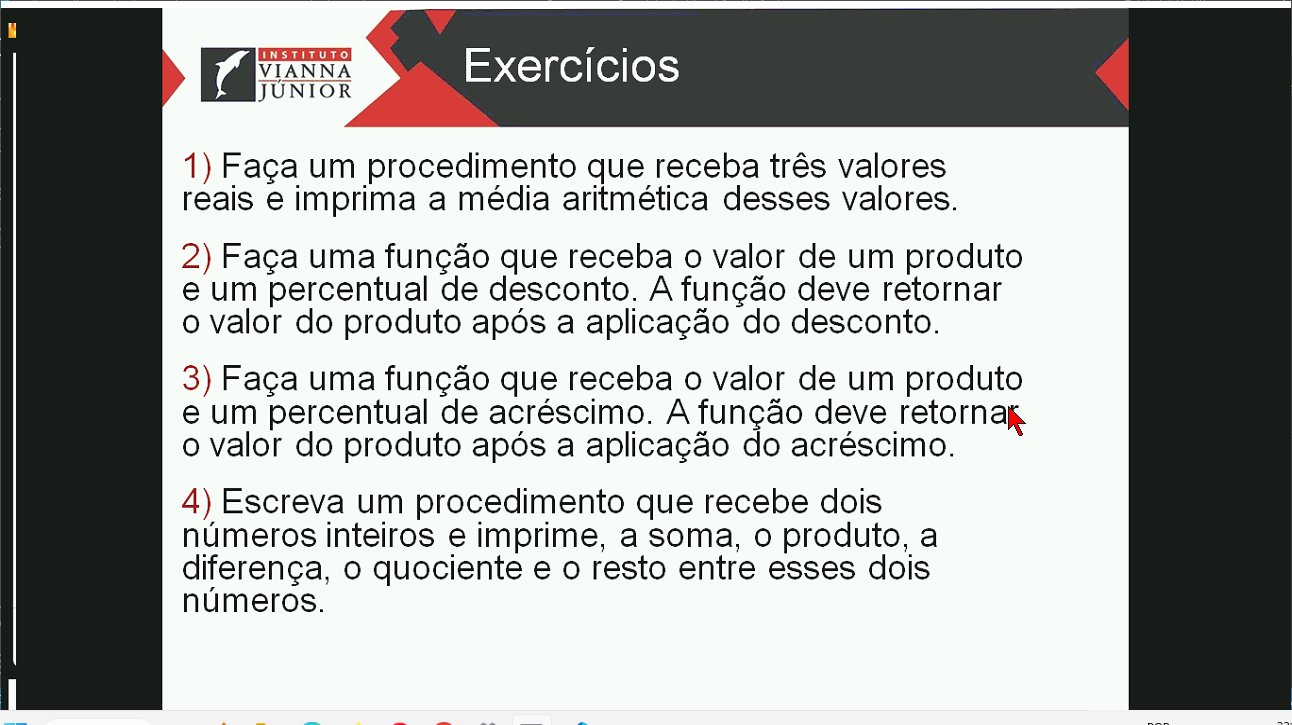 INSTITUTO
VIANNA
JÚNIOR
Exercícios
1) Faça um procedimento que receba três valores
reais e imprima a média aritmética desses valores.
2) Faça uma função que receba o valor de um produto
e um percentual de desconto. A função deve retornar
o valor do produto após a aplicação do desconto.
3) Faça uma função que receba o valor de um produto
e um percentual de acréscimo. A função deve retornar
o valor do produto após a aplicação do acréscimo.
4) Escreva um procedimento que recebe dois
números inteiros e imprime, a soma, o produto, a
diferença, o quociente e o resto entre esses dois
números.